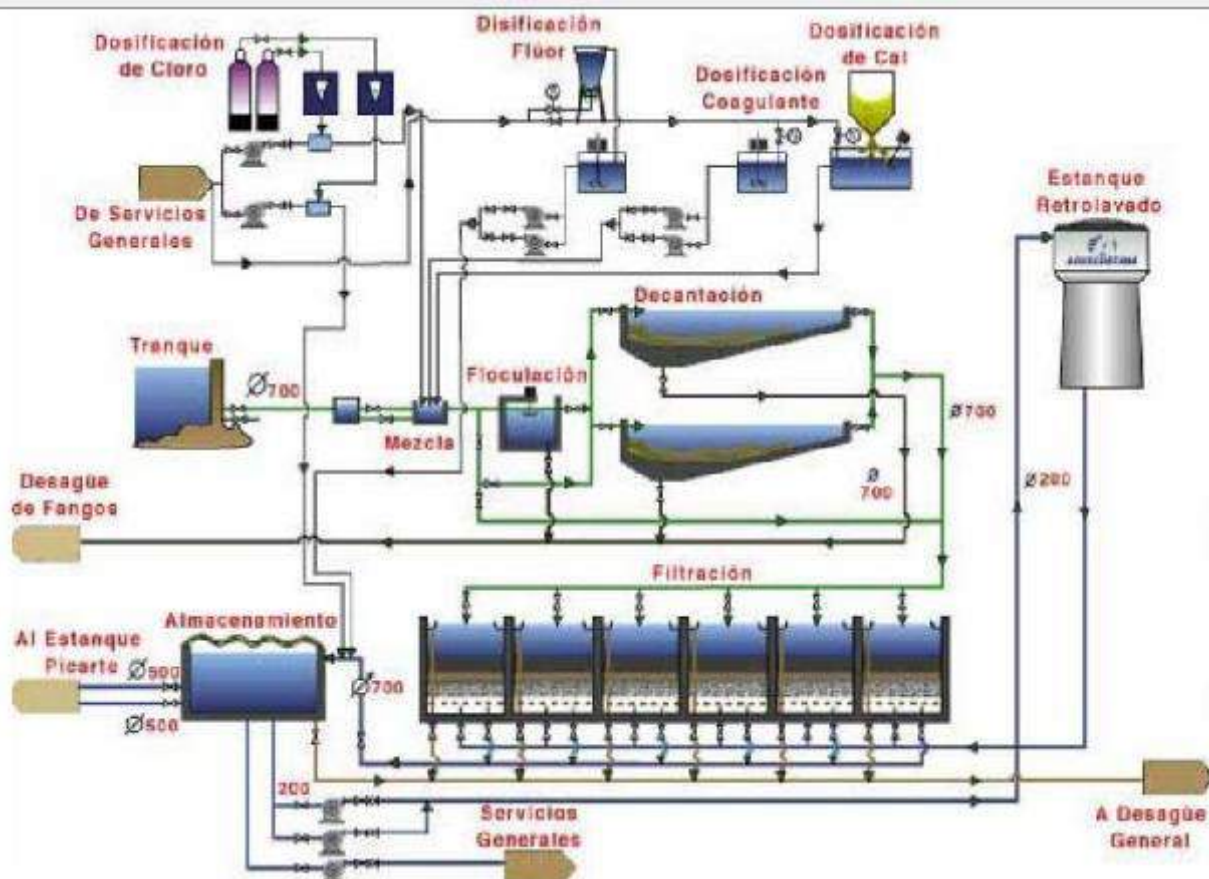 Dosificación
de Cloro
Disificación
Flúor
Dosificación
de Cal
Dosificación
Coagulante
De Servicios
Generales
Estanque
Retrolavado
Decantación
Tranque
Ø700
Floculación
Mezcla
Ø700
Ø
700
Ø200
Desagüe
de Fangos
Filtración
Almacenamiento
Al Estanque
Picarte
Ø500
Ø700
Ø500
200
Servicios
Generales
A Desagüe
General